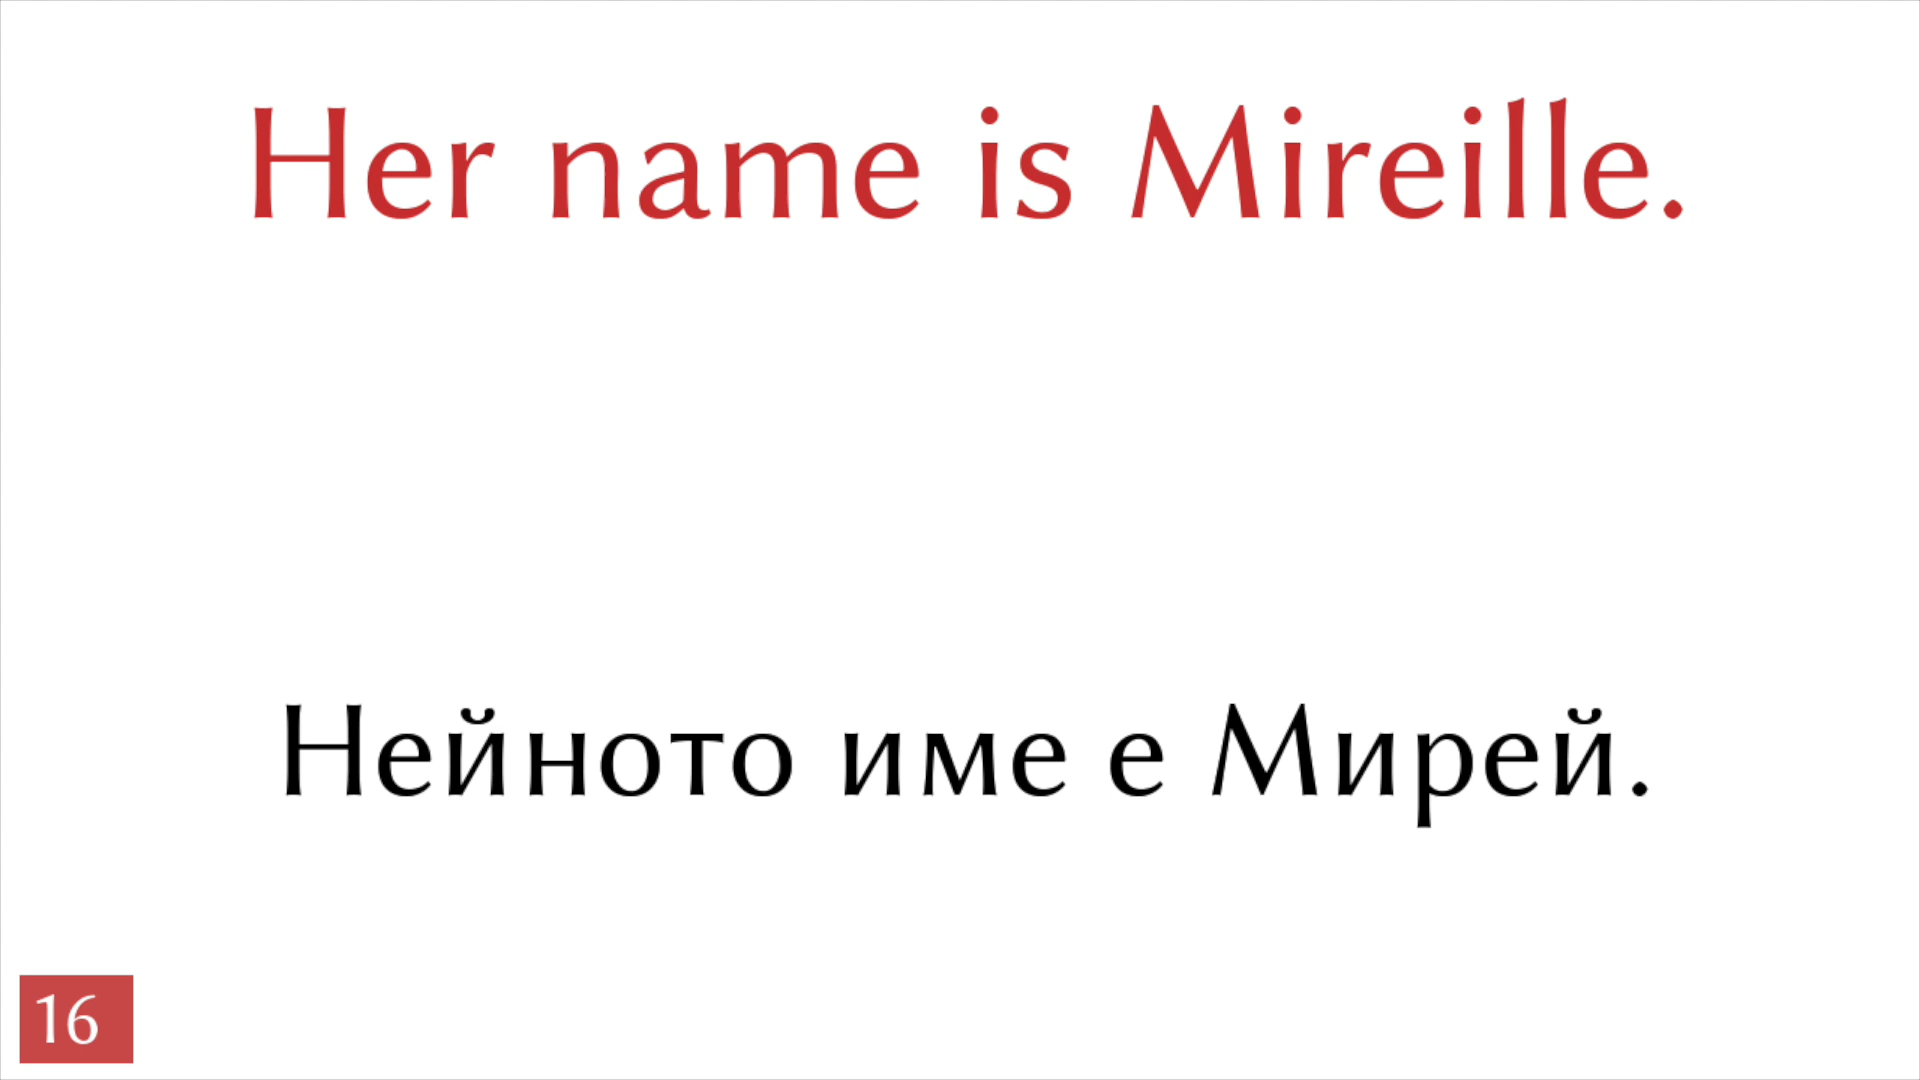 Her name is Mireille.
Нейното име е Мирей.
16